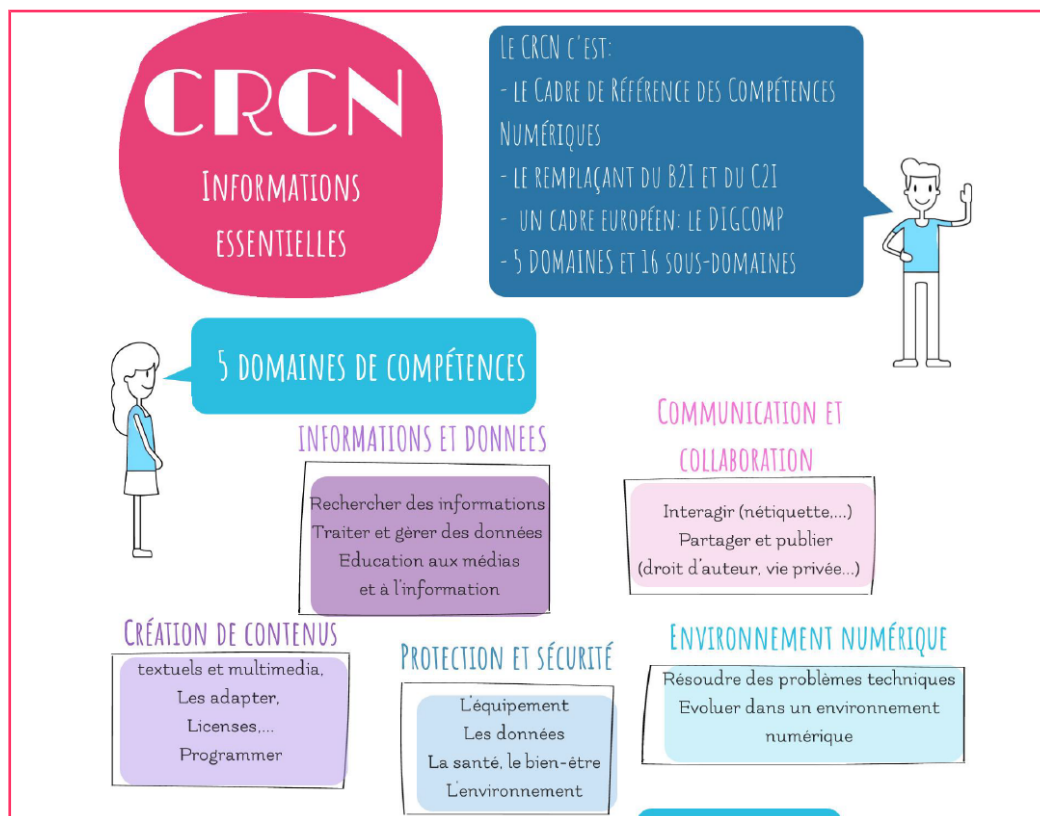 CRCN
Informations
essentielles
Le CRCN c'est:
- le Cadre de Référence des Compétences
Numériques
- le remplaçant du B2i et du C2i
- un cadre européen: le DIGCOMP
- 5 DOMAINES et 16 sous-domaines
5 domaines de compétences
INFORMATIONS ET DONNEES
Rechercher des informations
Traiter et gèrer des données
Education aux médias
et à l'information
Communication et
collaboration
Interagir (nétiquette,...)
Partager et publier
(droit d'auteur, vie privée...)
Création de contenus
textuels et multimedia,
Les adapter,
Licenses,...
Programmer
Protection et sécurité
L'équipement
Les données
La santé, le bien-être
L'environnement
Environnement numérique
Résoudre des problèmes techniques
Evoluer dans un environnement
numérique